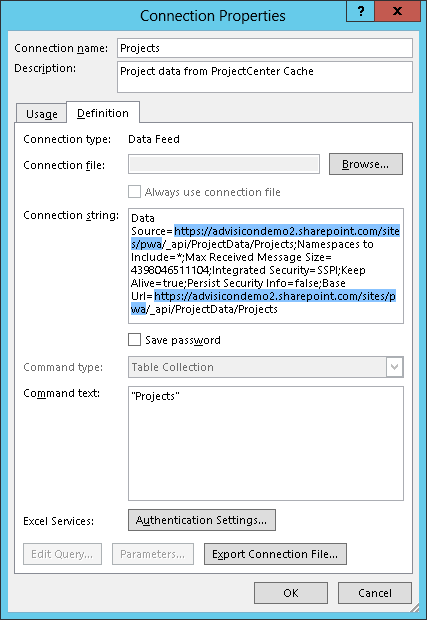 Connection Properties
?
x
Connection name: Projects
Description: Project data from ProjectCenter Cache
Usage Definition
Connection type: Data Feed
Connection file: Browse...
Always use connection file
Connection string: Data
Source=https://advisicondemo2.sharepoint.com/site
s/pwa/_api/ProjectData/Projects;Namespaces to
Include=*;Max Received Message Size=
4398046511104;Integrated Security=SSPI;Keep
Alive=true;Persist Security Info=false;Base
Url=https://advisicondemo2.sharepoint.com/sites/p
wa/_api/ProjectData/Projects
Save password
Command type: Table Collection
Command text: "Projects"
Excel Services: Authentication Settings...
Edit Query... Parameters... Export Connection File...
OK Cancel